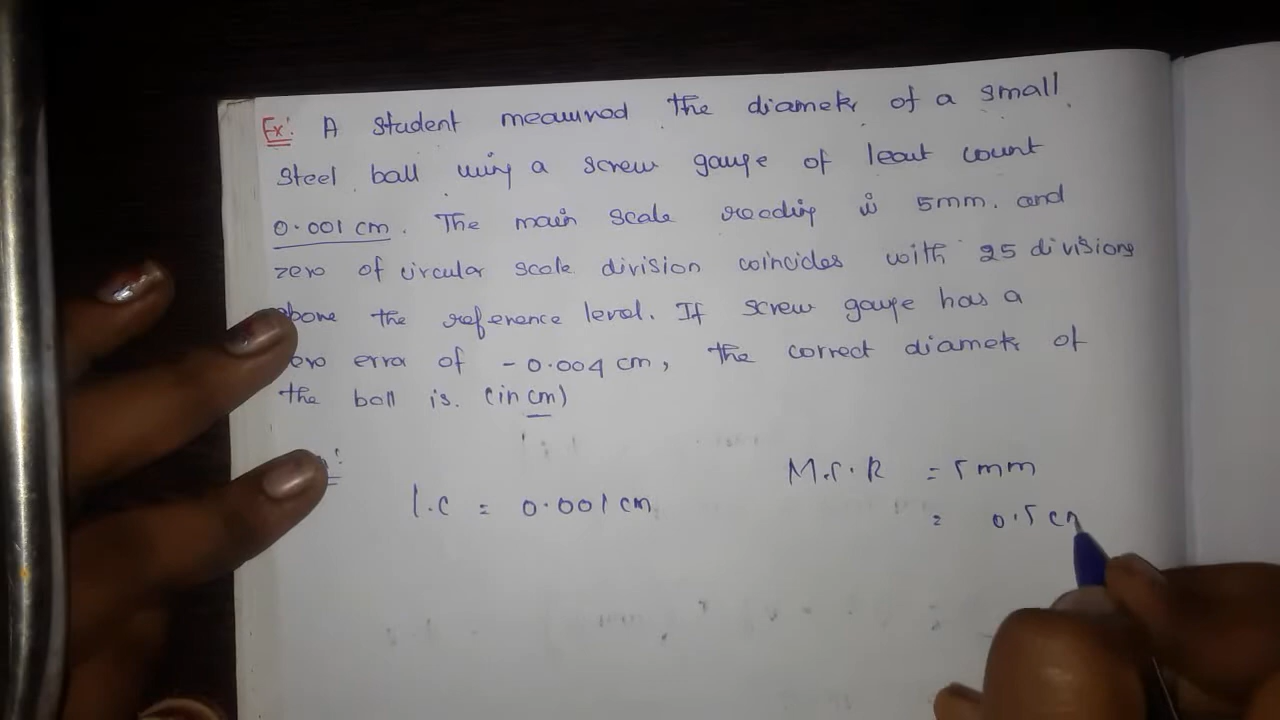 Ex: A student measured the diameter of a small
steel ball using a screw gauge of least count
0.001 cm. The main scale reading is 5mm. and
zero of circular scale division coincides with 25 divisions
above the reference level. If screw gauge has a
zero error of - 0.004 cm, the correct diameter of
the ball is. (in cm)
M.S.R = 5 mm
l.c = 0.001 cm
= 0.5 cm